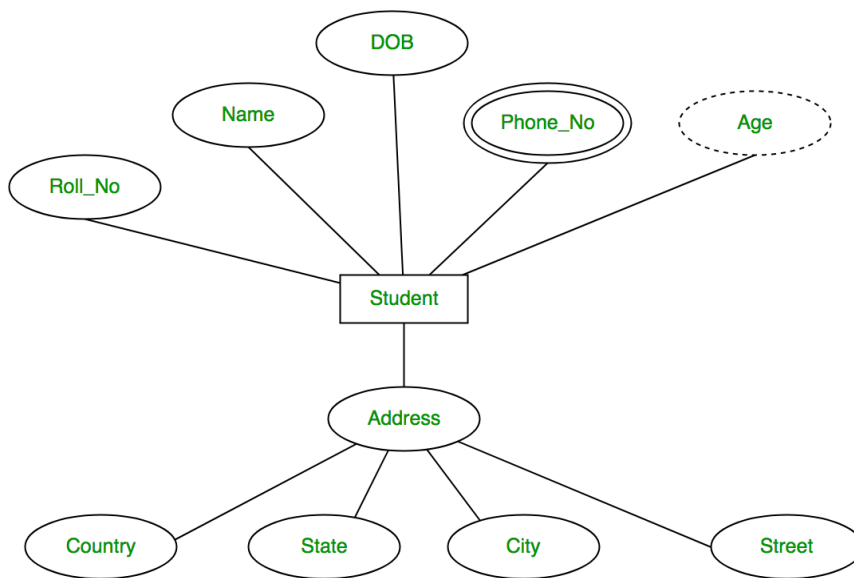 DOB
Name
Phone_No
Age
Roll_No
Student
Address
Country
State
City
Street